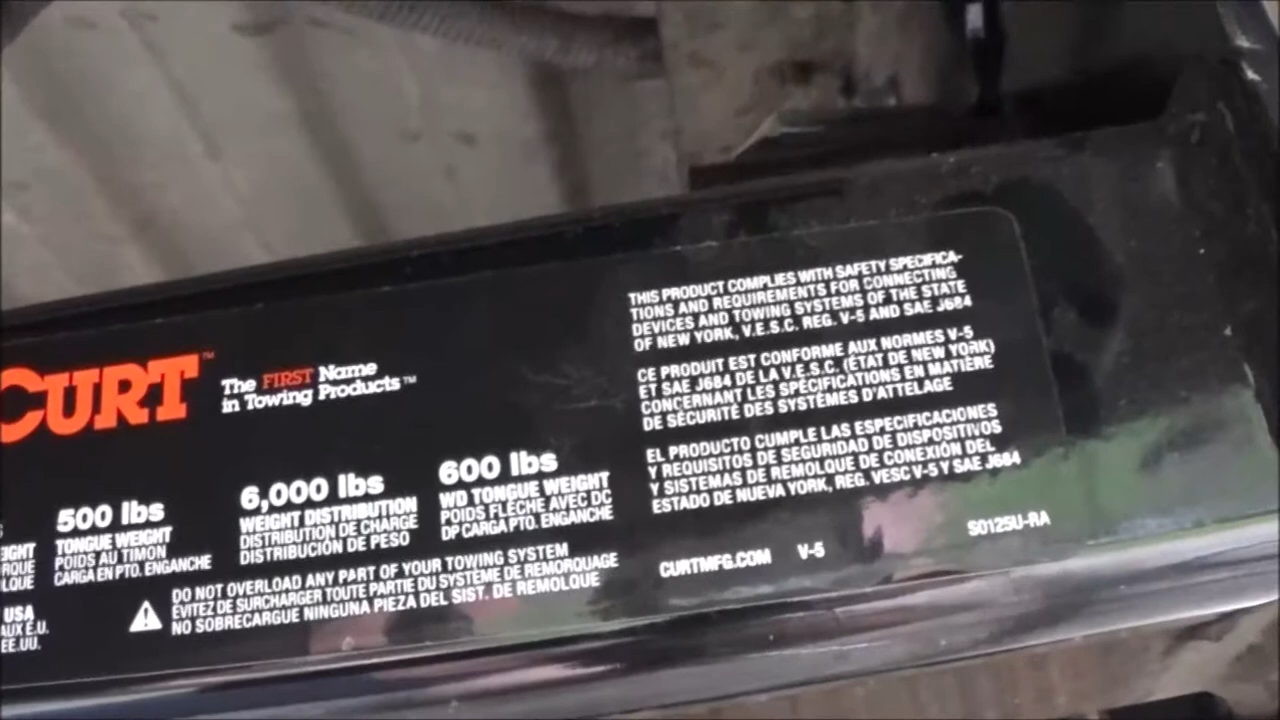 CURT™
The FIRST Name
in Towing Products™
500 lbs
TONGUE WEIGHT
POIDS AU TIMON
CARGA EN PTO. ENGANCHE
6,000 lbs
WEIGHT DISTRIBUTION
DISTRIBUTION DE CHARGE
DISTRIBUCIÓN DE PESO
600 lbs
WD TONGUE WEIGHT
POIDS FLÈCHE AVEC DC
DP CARGA PTO. ENGANCHE
USA
EE.UU.
DO NOT OVERLOAD ANY PART OF YOUR TOWING SYSTEM
ÉVITEZ DE SURCHARGER TOUTE PARTIE DU SYSTÈME DE REMORQUAGE
NO SOBRECARGUE NINGUNA PIEZA DEL SIST. DE REMOLQUE
THIS PRODUCT COMPLIES WITH SAFETY SPECIFICA-
TIONS AND REQUIREMENTS FOR CONNECTING
DEVICES AND TOWING SYSTEMS OF THE STATE
OF NEW YORK, V.E.S.C. REG. V-5 AND SAE J684
CE PRODUIT EST CONFORME AUX NORMES V-5
ET SAE J684 DE LA V.E.S.C. (ÉTAT DE NEW YORK)
CONCERNANT LES SPÉCIFICATIONS EN MATIÈRE
DE SÉCURITÉ DES SYSTÈMES D'ATTELAGE
EL PRODUCTO CUMPLE LAS ESPECIFICACIONES
Y REQUISITOS DE SEGURIDAD DE DISPOSITIVOS
Y SISTEMAS DE REMOLQUE DE CONEXIÓN DEL
ESTADO DE NUEVA YORK, REG. VESC V-5 Y SAE J684
CURTMFG.COM V-5
S0125U-RA